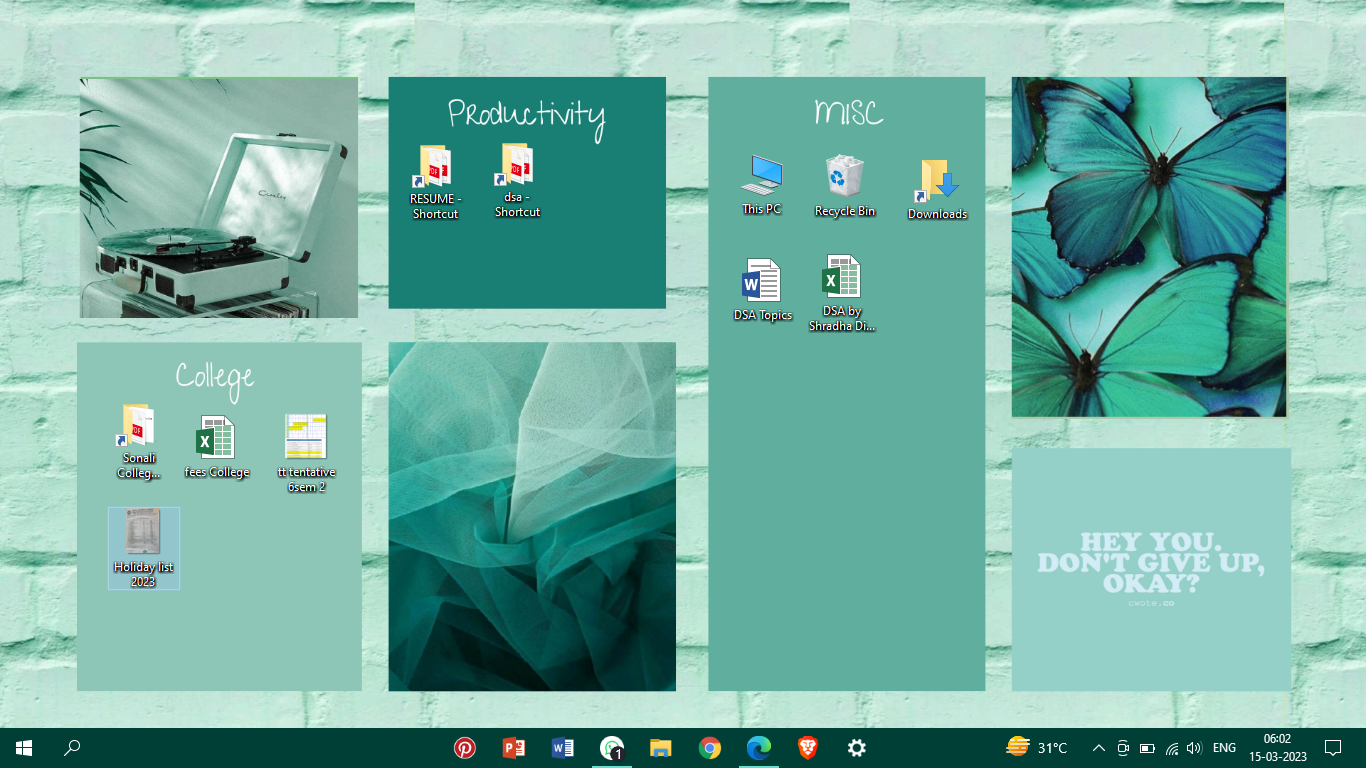 Productivity
RESUME -
Shortcut
dsa -
Shortcut
MISC
This PC
Recycle Bin
Downloads
DSA Topics
DSA by
Shradha Di...
College
Sonali
Colleg...
fees College
tt tentative
6sem 2
Holiday list
2023
HEY YOU.
DON'T GIVE UP,
OKAY?
cwote.co
31°C
ENG
06:02
15-03-2023
1